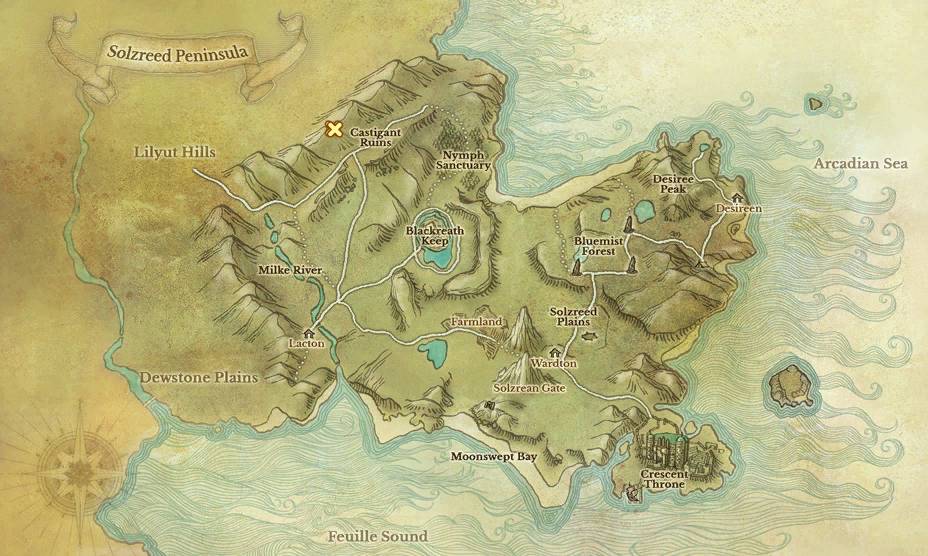 Solzreed Peninsula
Castigant
Ruins
Lilyut Hills
Nymph
Sanctuary
Arcadian Sea
Desiree
Peak
Desireen
Blackreath
Keep
Bluemist
Forest
Milke River
Solzreed
Plains
Farmland
Lacton
Wardton
Dewstone Plains
Solzrean Gate
Moonswept Bay
Crescent
Throne
Feuille Sound